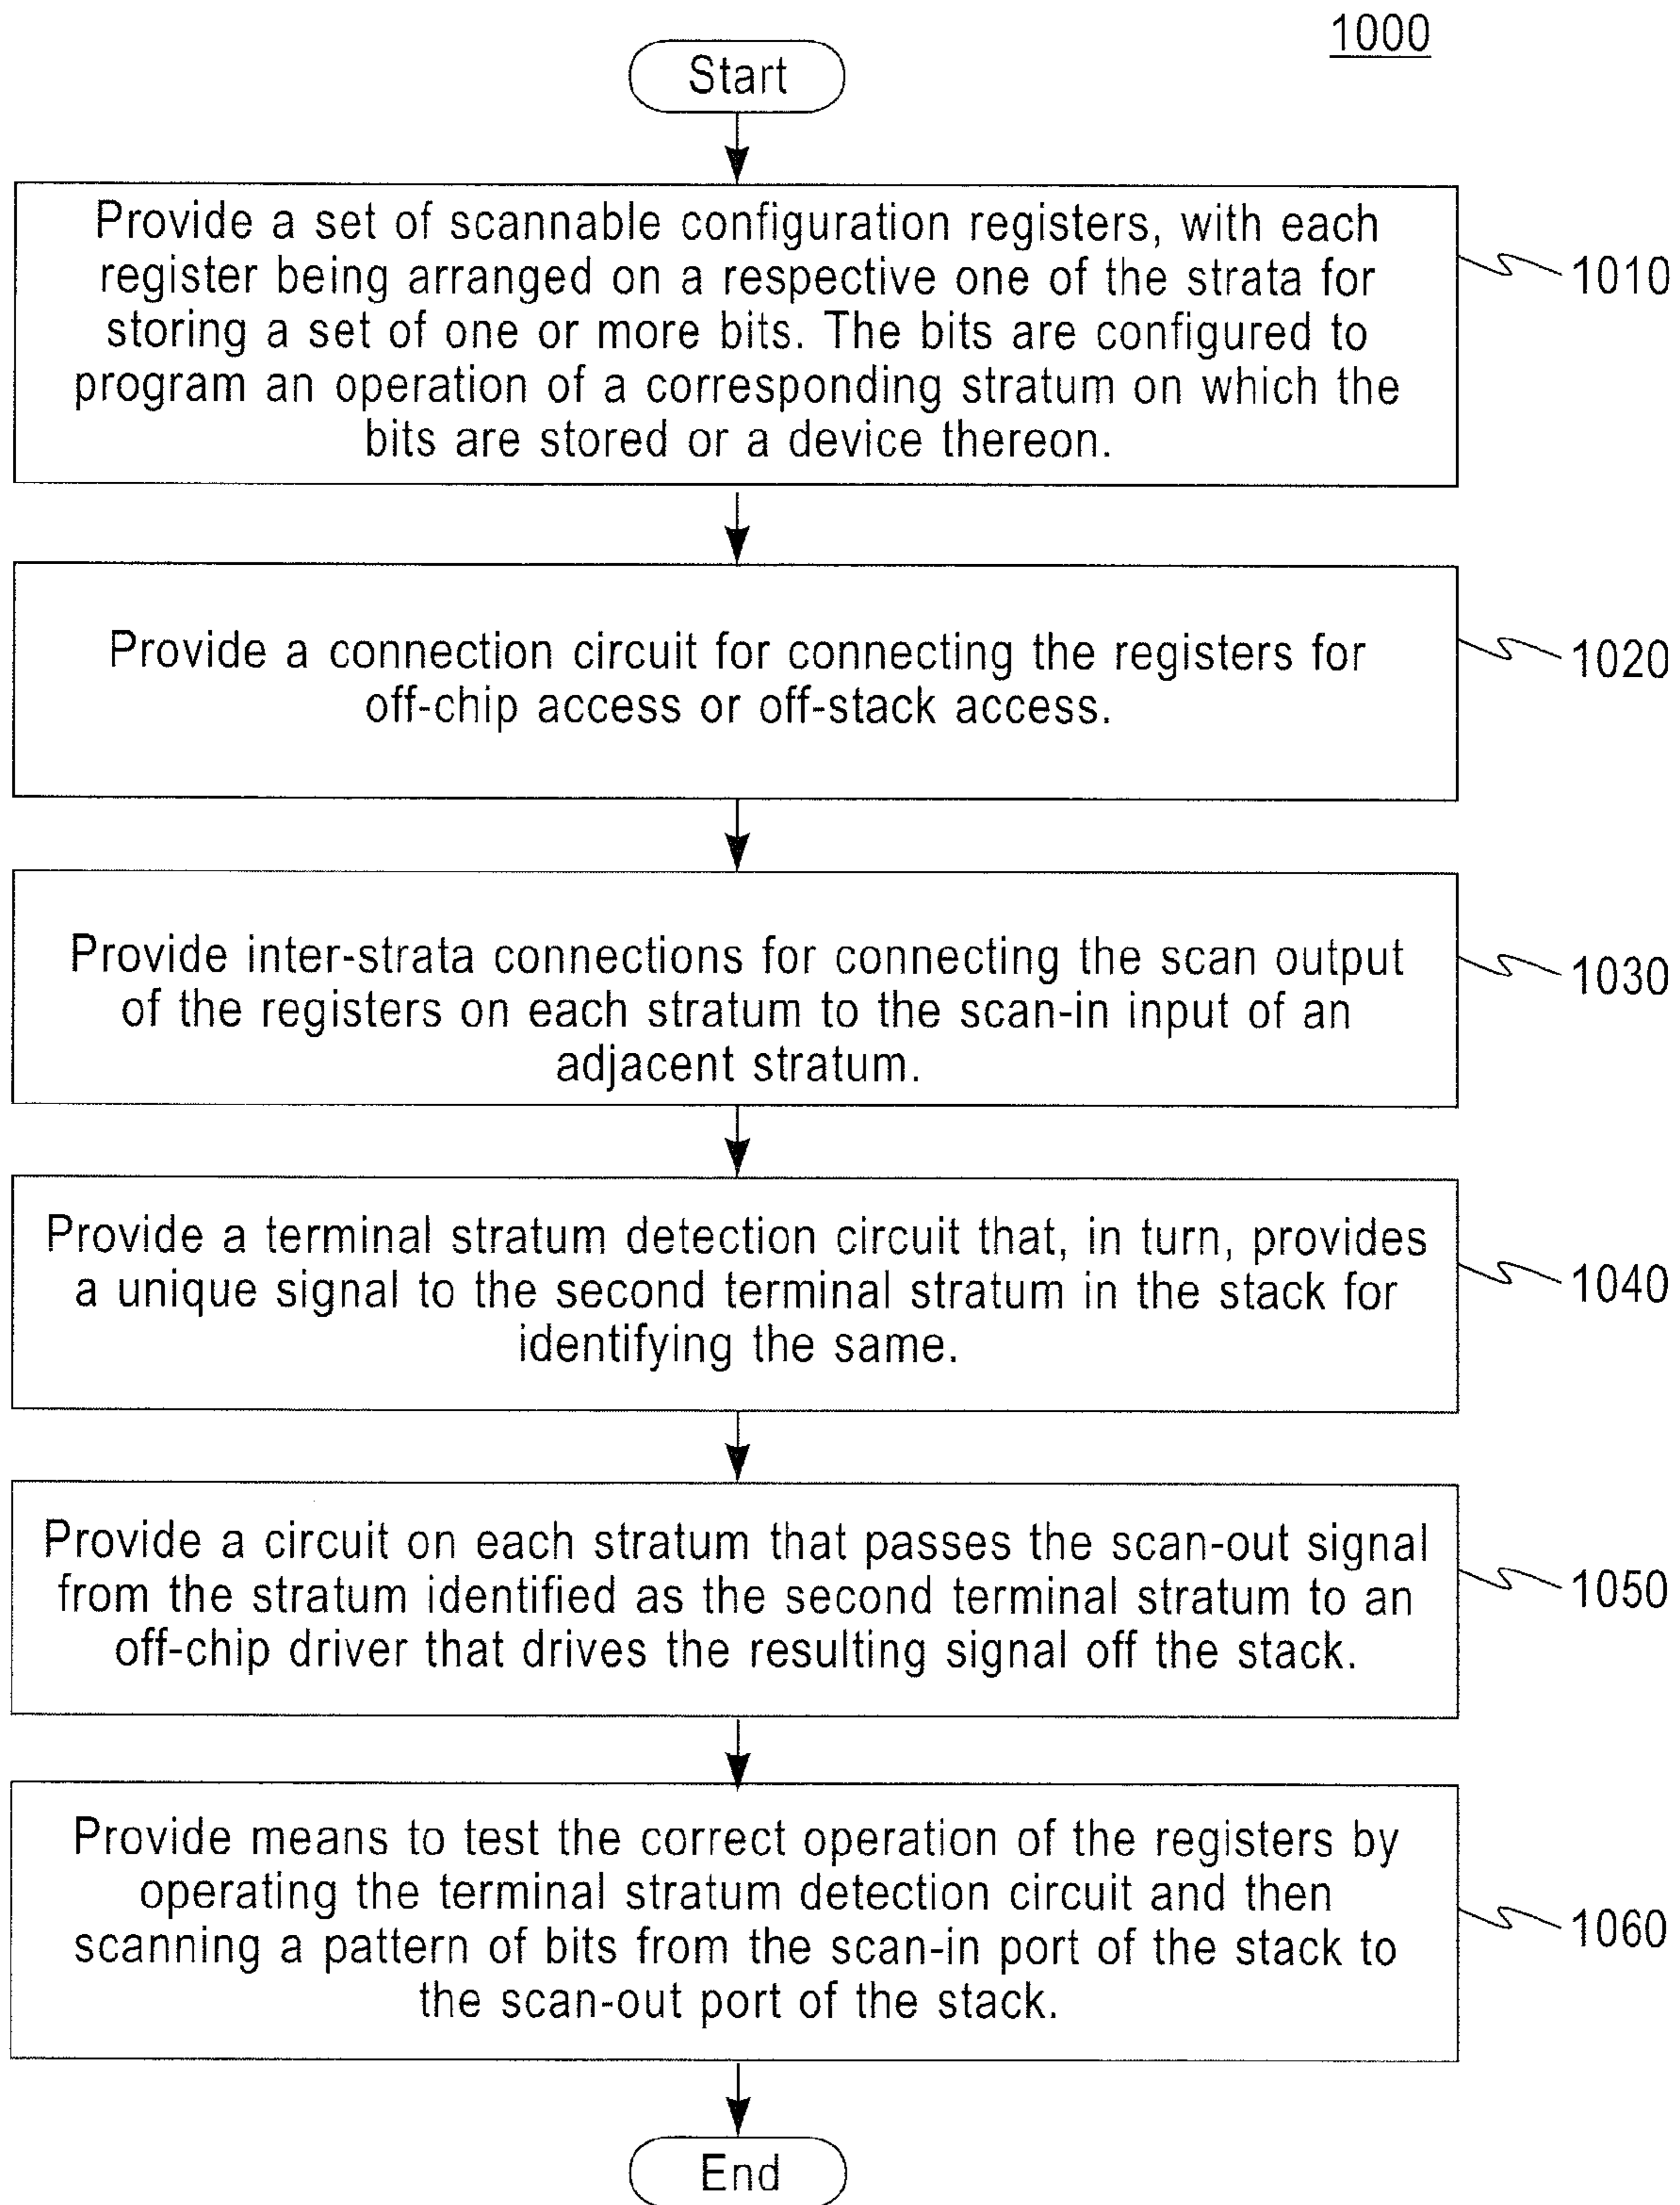 1000
Start
Provide a set of scannable configuration registers, with each
register being arranged on a respective one of the strata for
storing a set of one or more bits. The bits are configured to
program an operation of a corresponding stratum on which the
bits are stored or a device thereon.
1010
Provide a connection circuit for connecting the registers for
off-chip access or off-stack access.
1020
Provide inter-strata connections for connecting the scan output
of the registers on each stratum to the scan-in input of an
adjacent stratum.
1030
Provide a terminal stratum detection circuit that, in turn, provides
a unique signal to the second terminal stratum in the stack for
identifying the same.
1040
Provide a circuit on each stratum that passes the scan-out signal
from the stratum identified as the second terminal stratum to an
off-chip driver that drives the resulting signal off the stack.
1050
Provide means to test the correct operation of the registers by
operating the terminal stratum detection circuit and then
scanning a pattern of bits from the scan-in port of the stack to
the scan-out port of the stack.
1060
End